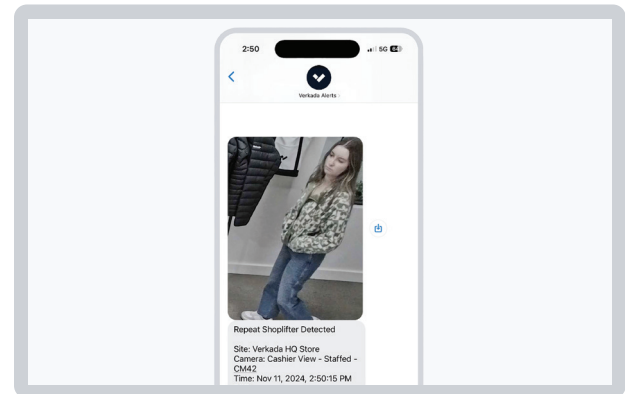 2:50
5G 64
Verkada Alerts
Repeat Shoplifter Detected
Site: Verkada HQ Store
Camera: Cashier View - Staffed -
CM42
Time: Nov 11, 2024, 2:50:15 PM